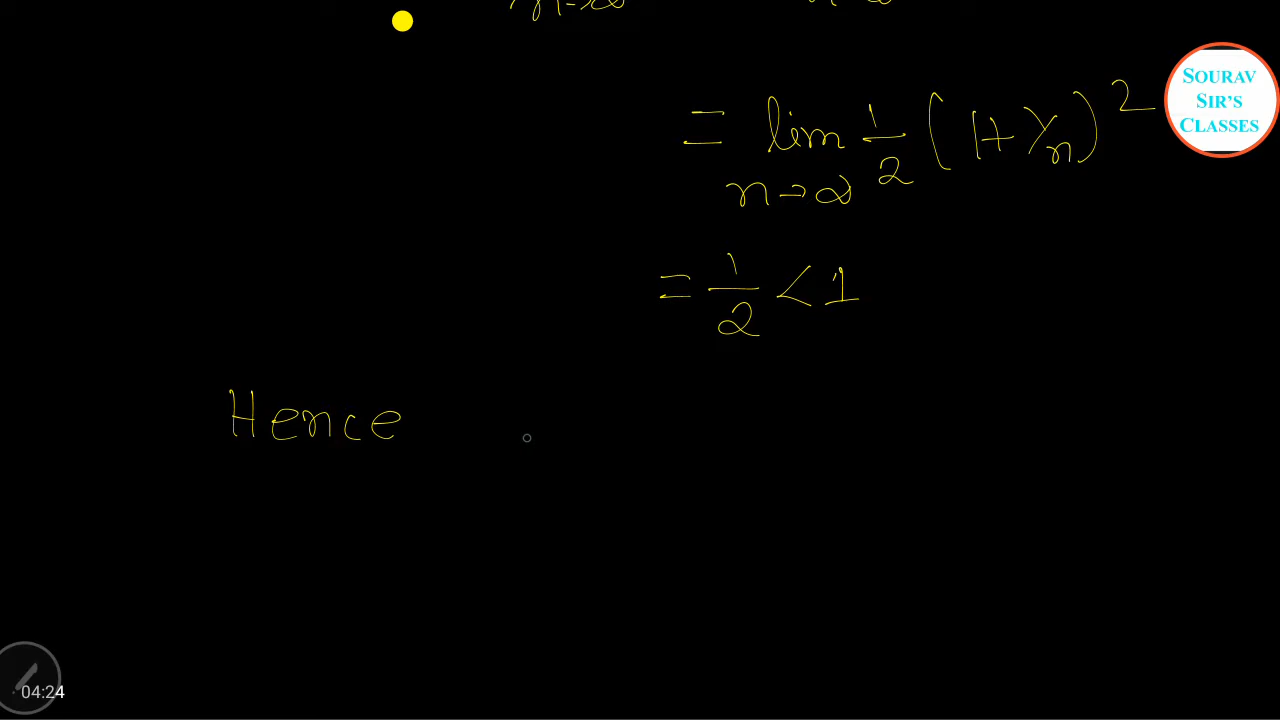 n→∞ n→∞
= lim 1/2 (1+1/n)^2
n→∞
= 1/2 < 1
Hence
SOURAV
SIR'S
CLASSES
04:24